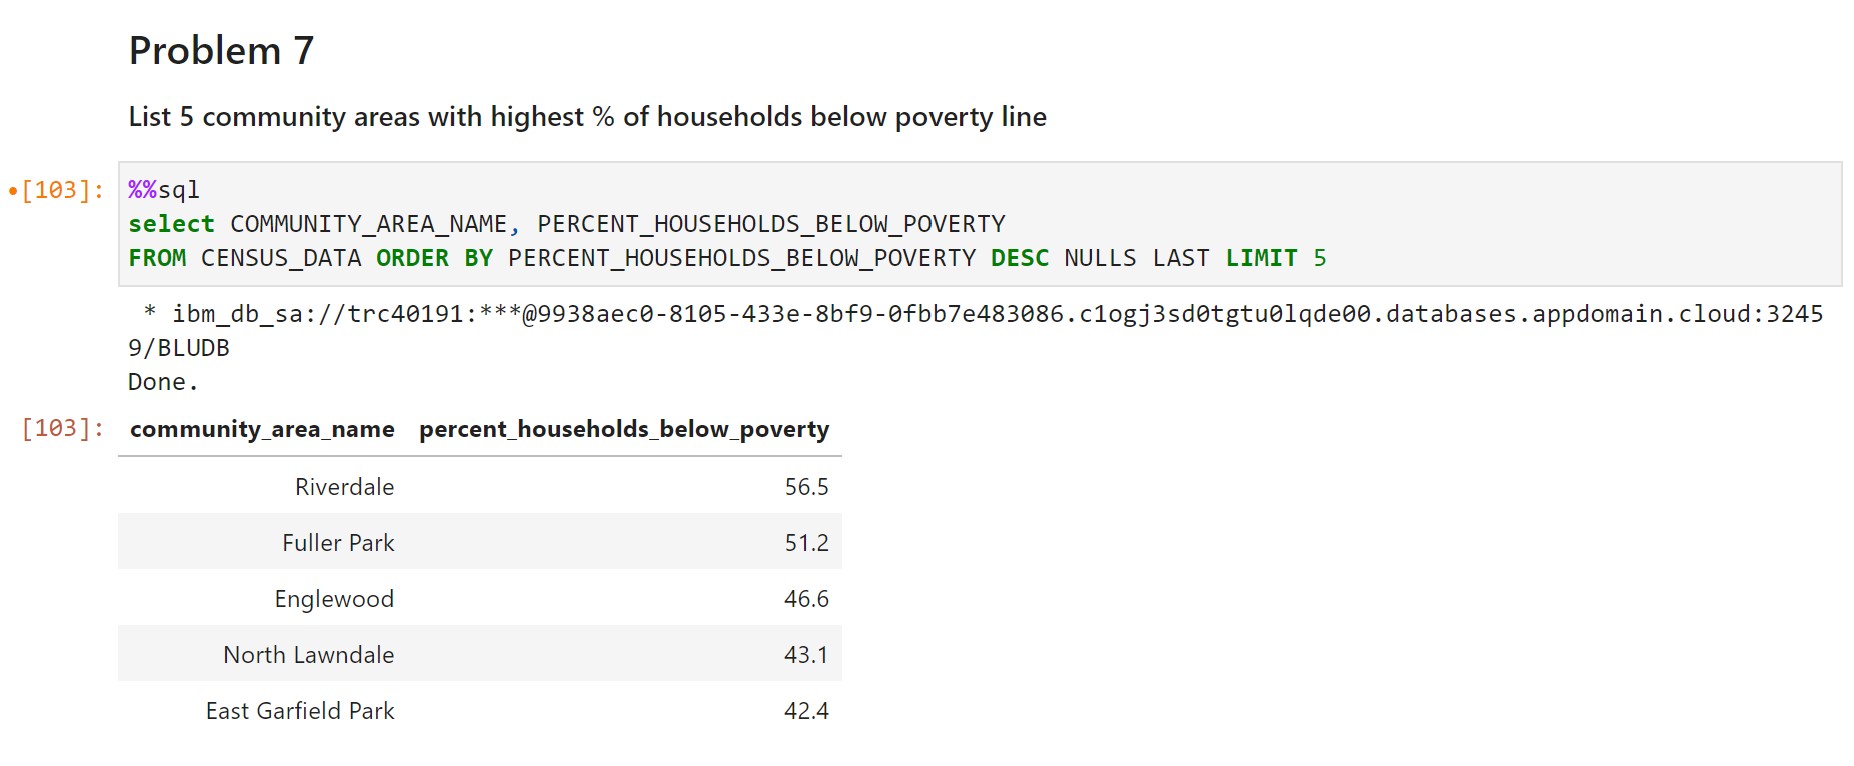 Problem 7
List 5 community areas with highest % of households below poverty line
•[103]: %%sql
select COMMUNITY_AREA_NAME, PERCENT_HOUSEHOLDS_BELOW_POVERTY
FROM CENSUS_DATA ORDER BY PERCENT_HOUSEHOLDS_BELOW_POVERTY DESC NULLS LAST LIMIT 5
* ibm_db_sa://trc40191:***@9938aec0-8105-433e-8bf9-0fbb7e483086.c1ogj3sd0tgtu0lqde00.databases.appdomain.cloud:3245
9/BLUDB
Done.
[103]: community_area_name percent_households_below_poverty
Riverdale 56.5
Fuller Park 51.2
Englewood 46.6
North Lawndale 43.1
East Garfield Park 42.4